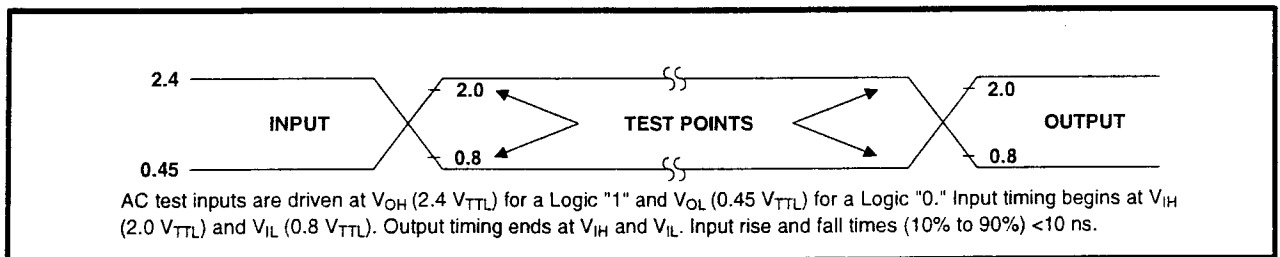 2.4
2.0
2.0
INPUT
TEST POINTS
OUTPUT
0.8
0.8
0.45
AC test inputs are driven at VOH (2.4 VTTL) for a Logic "1" and VOL (0.45 VTTL) for a Logic "0." Input timing begins at VIH
(2.0 VTTL) and VIL (0.8 VTTL). Output timing ends at VIH and VIL. Input rise and fall times (10% to 90%) <10 ns.